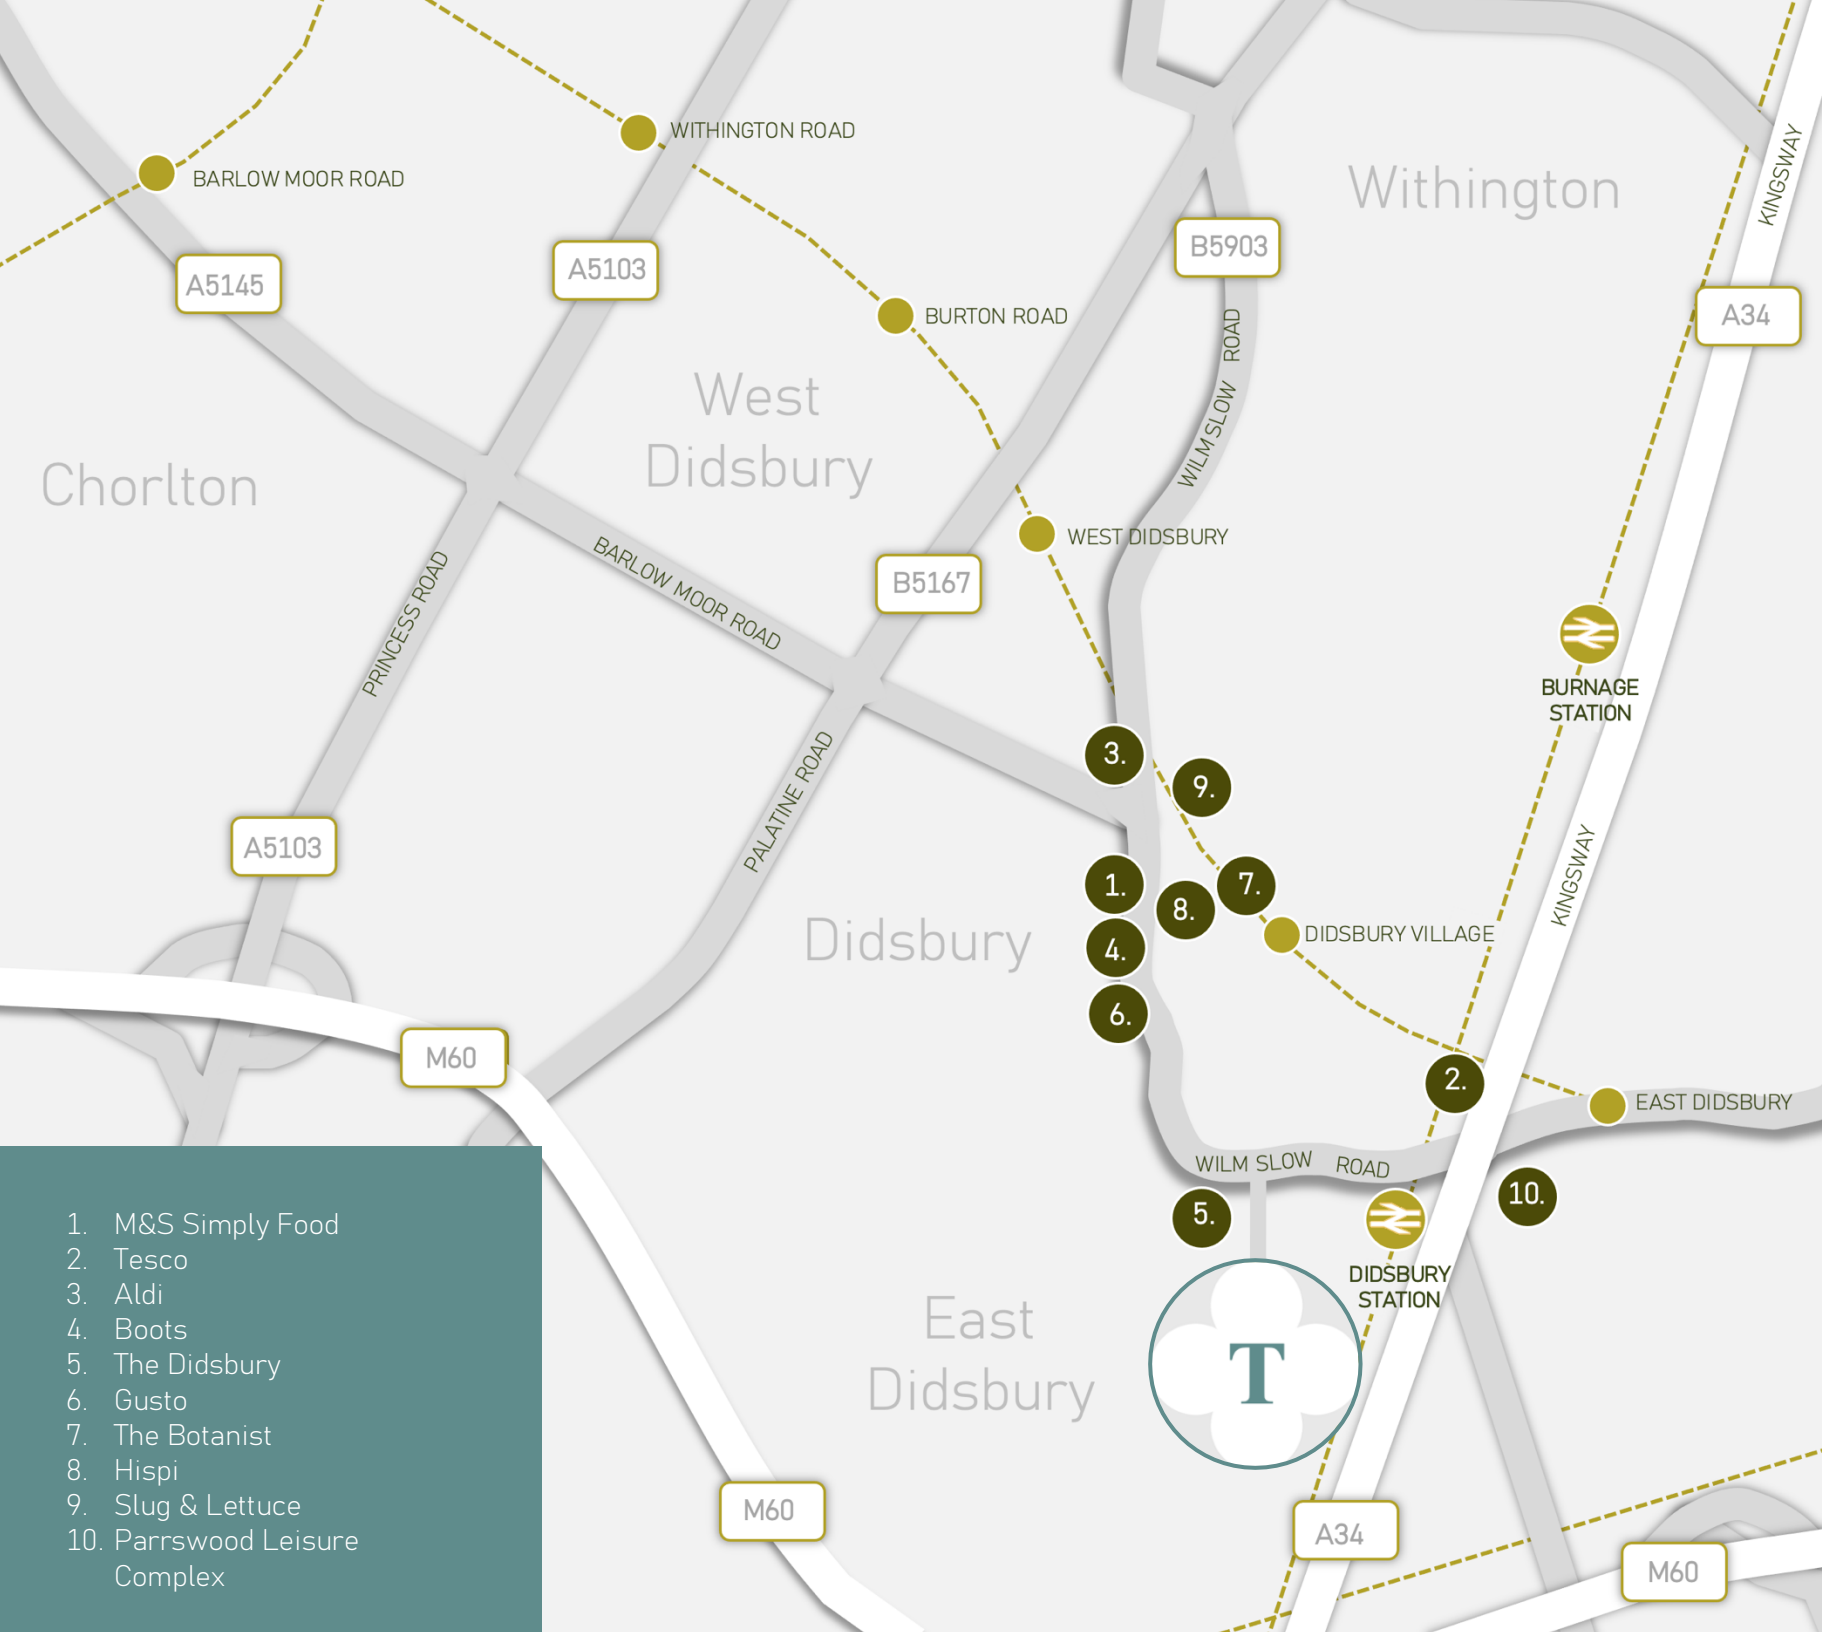 WITHINGTON ROAD
BARLOW MOOR ROAD
KINGSWAY
Withington
B5903
A5103
A5145
A34
BURTON ROAD
WILM SLOW ROAD
West
Didsbury
Chorlton
WEST DIDSBURY
BARLOW MOOR ROAD
B5167
PRINCESS ROAD
BURNAGE
STATION
3.
9.
PALATINE ROAD
A5103
KINGSWAY
1.
8.
7.
Didsbury
DIDSBURY VILLAGE
4.
6.
M60
2.
EAST DIDSBURY
WILM SLOW ROAD
10.
5.
DIDSBURY
STATION
East
Didsbury
T
M60
A34
M60
1. M&S Simply Food
2. Tesco
3. Aldi
4. Boots
5. The Didsbury
6. Gusto
7. The Botanist
8. Hispi
9. Slug & Lettuce
10. Parrswood Leisure
Complex